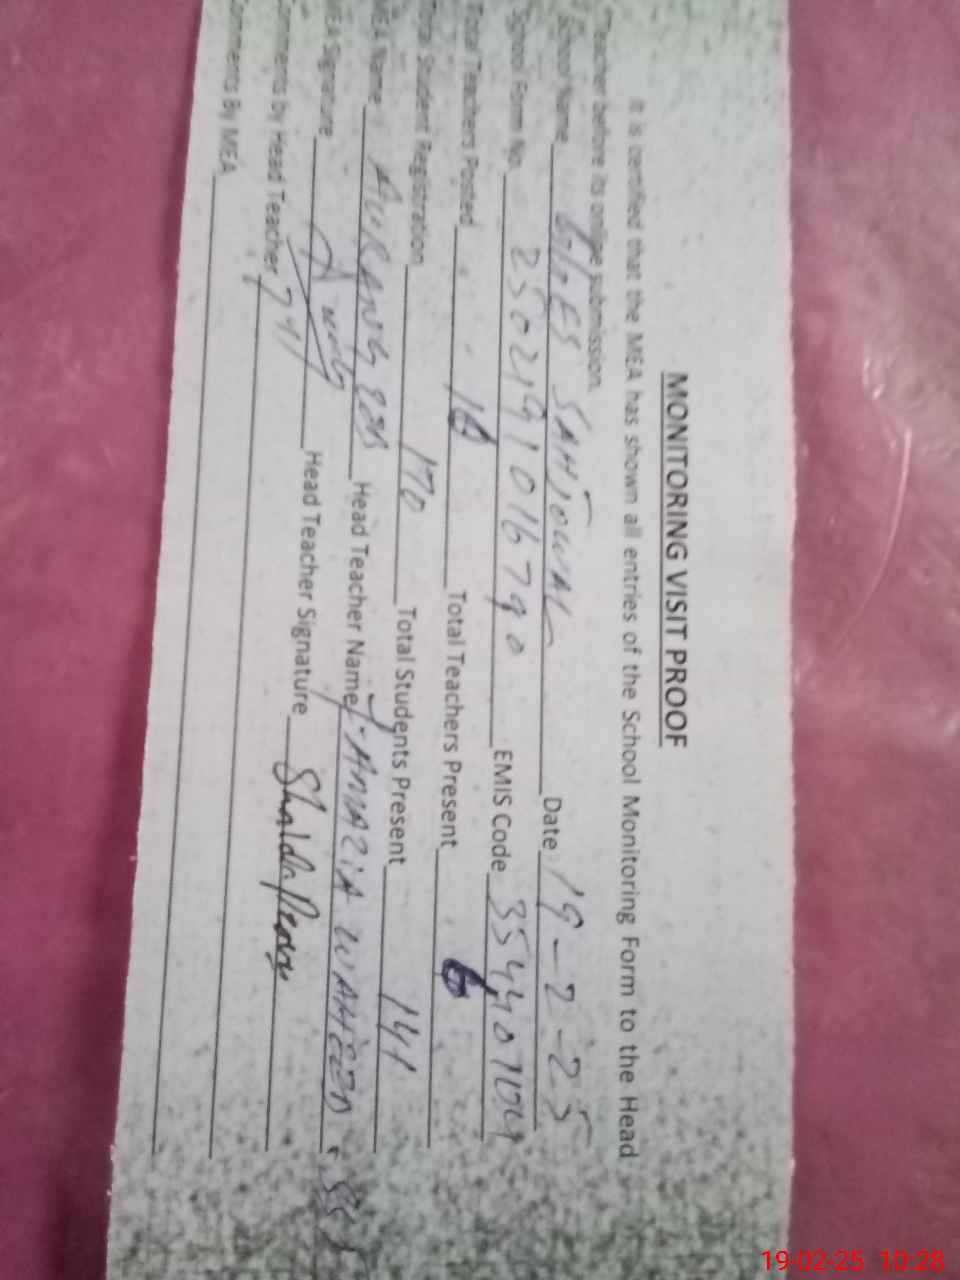 MONITORING VISIT PROOF
It is certified that the MEA has shown all entries of the School Monitoring Form to the Head
Teacher before its online submission.
School Name GGES SAHJOWAL Date 19-2-25
School Form No. 2502191016790 EMIS Code 35440704
Total Teachers Posted Total Teachers Present 6
Total Student Registration 170 Total Students Present 141
MEA Name AURANGZEB Head Teacher Name
MEA Signature Head Teacher Signature
Comments by Head Teacher
Comments By MEA
19-02-25 10:28